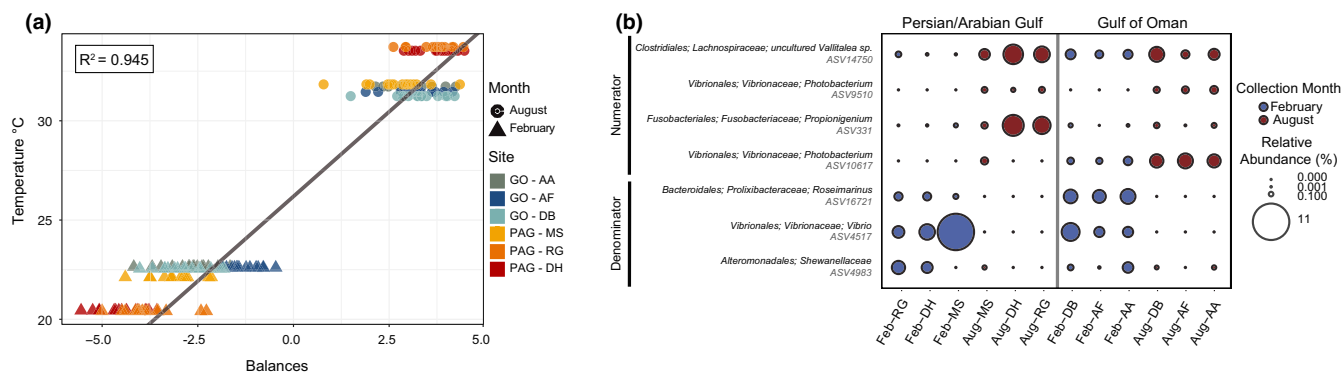 (a)
R² = 0.945
Temperature °C
30
25
20
–5.0
–2.5
0.0
2.5
5.0
Balances
Month
August
February
Site
GO - AA
GO - AF
GO - DB
PAG - MS
PAG - RG
PAG - DH
(b)
Persian/Arabian Gulf
Gulf of Oman
Numerator
Clostridiales; Lachnospiraceae; uncultured Vallitalea sp.
ASV14750
Vibrionales; Vibrionaceae; Photobacterium
ASV9510
Fusobacteriales; Fusobacteriaceae; Propionigenium
ASV331
Vibrionales; Vibrionaceae; Photobacterium
ASV10617
Denominator
Bacteroidales; Prolixibacteraceae; Roseimarinus
ASV16721
Vibrionales; Vibrionaceae; Vibrio
ASV4517
Alteromonadales; Shewanellaceae
ASV4983
Feb–RG
Feb–DH
Feb–MS
Aug–MS
Aug–DH
Aug–RG
Feb–DB
Feb–AF
Feb–AA
Aug–DB
Aug–AF
Aug–AA
Collection Month
February
August
Relative
Abundance (%)
0.000
0.001
0.100
11